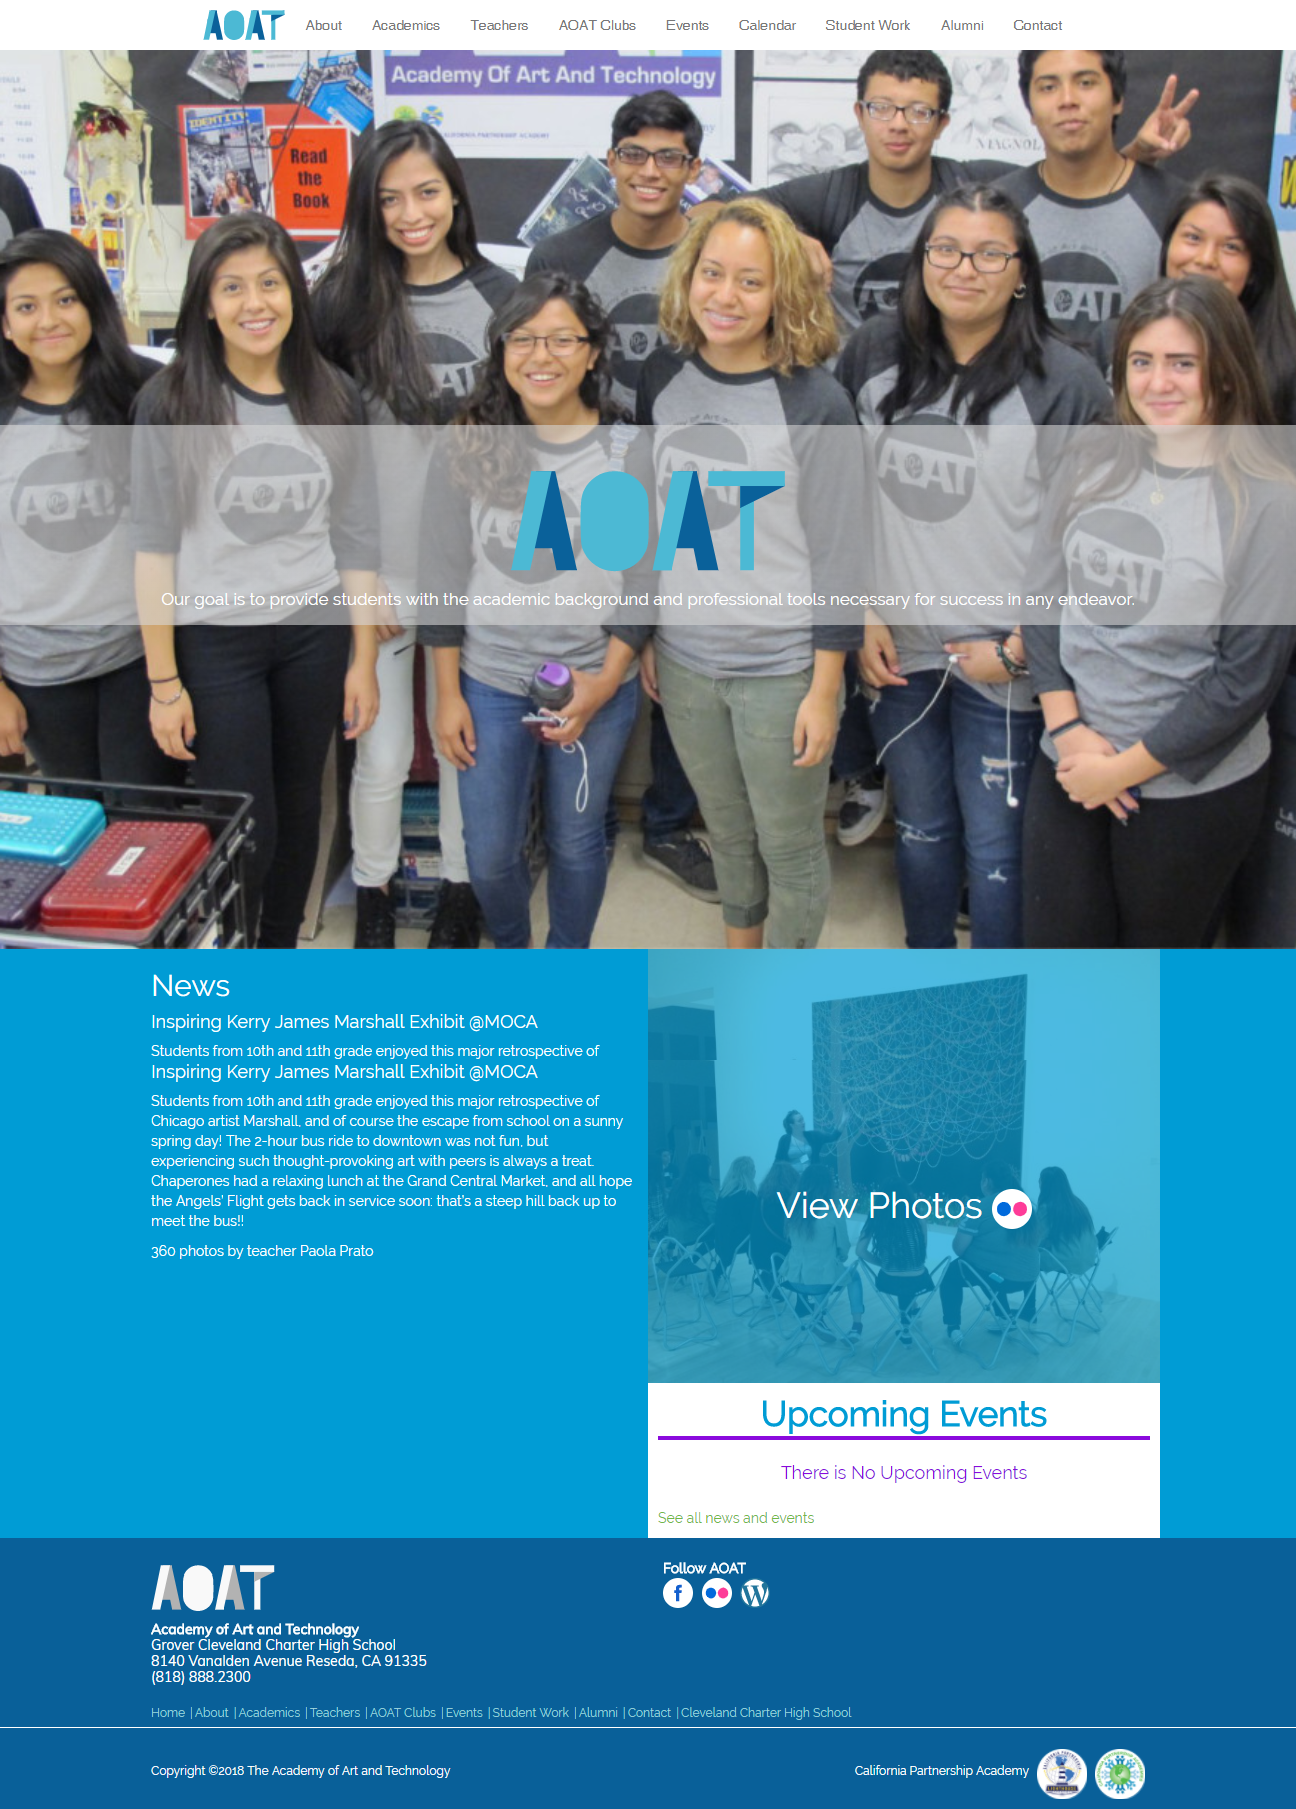 AOAT About Academics Teachers AOAT Clubs Events Calendar Student Work Alumni Contact
Academy Of Art And Technology
CALIFORNIA PARTNERSHIP ACADEMY
IDENTITY
Read
the
Book
MAGNOL
AOAT
Our goal is to provide students with the academic background and professional tools necessary for success in any endeavor.
News
Inspiring Kerry James Marshall Exhibit @MOCA
Students from 10th and 11th grade enjoyed this major retrospective of
Inspiring Kerry James Marshall Exhibit @MOCA
Students from 10th and 11th grade enjoyed this major retrospective of
Chicago artist Marshall, and of course the escape from school on a sunny
spring day! The 2-hour bus ride to downtown was not fun, but
experiencing such thought-provoking art with peers is always a treat.
Chaperones had a relaxing lunch at the Grand Central Market, and all hope
the Angels' Flight gets back in service soon: that's a steep hill back up to
meet the bus!!
360 photos by teacher Paola Prato
View Photos
Upcoming Events
There is No Upcoming Events
See all news and events
AOAT
Academy of Art and Technology
Grover Cleveland Charter High School
8140 Vanalden Avenue Reseda, CA 91335
(818) 888.2300
Follow AOAT
Home | About | Academics | Teachers | AOAT Clubs | Events | Student Work | Alumni | Contact | Cleveland Charter High School
Copyright ©2018 The Academy of Art and Technology
California Partnership Academy